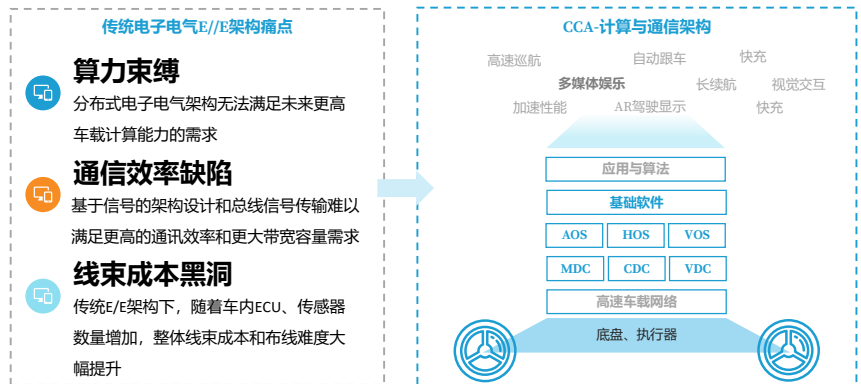 传统电子电气E//E架构痛点
算力束缚
分布式电子电气架构无法满足未来更高
车载计算能力的需求
通信效率缺陷
基于信号的架构设计和总线信号传输难以
满足更高的通讯效率和更大带宽容量需求
线束成本黑洞
传统E/E架构下，随着车内ECU、传感器
数量增加，整体线束成本和布线难度大
幅提升
CCA-计算与通信架构
高速巡航 自动跟车 快充
多媒体娱乐 长续航 视觉交互
加速性能 AR驾驶显示 快充
应用与算法
基础软件
AOS HOS VOS
MDC CDC VDC
高速车载网络
底盘、执行器